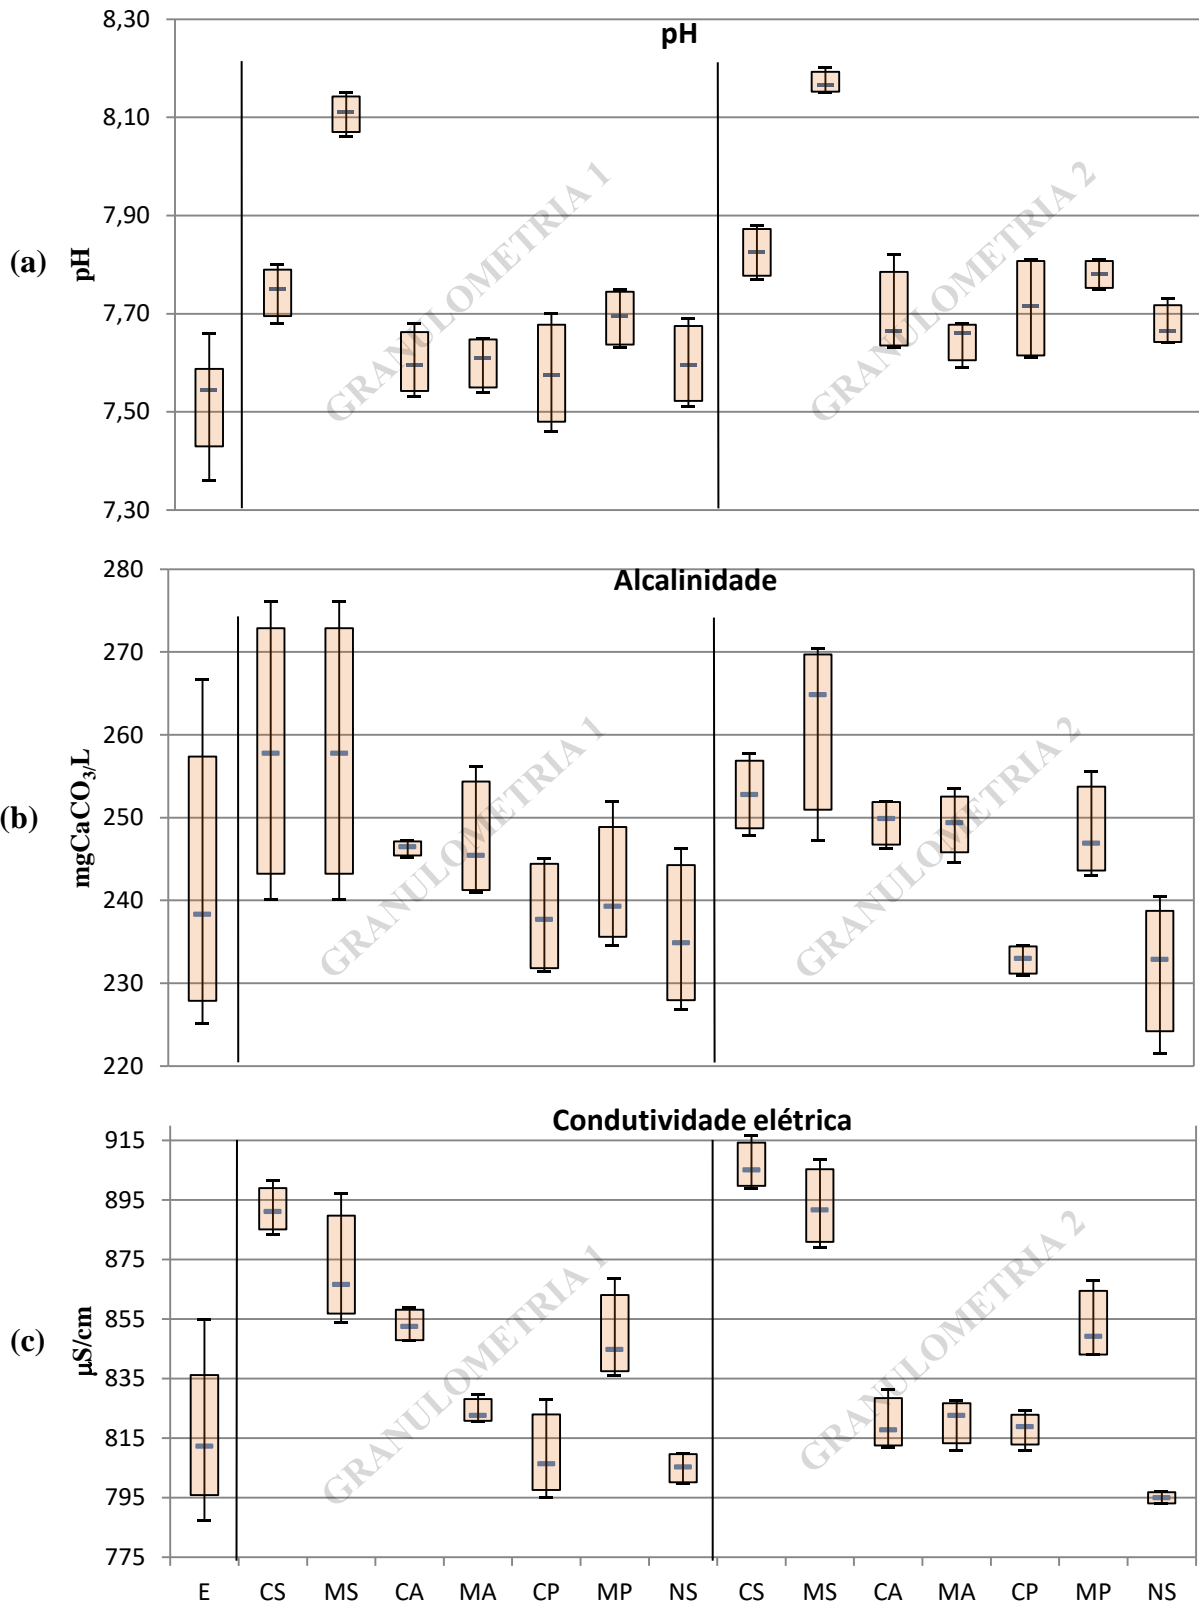 pH
8,30
8,10
7,90
7,70
7,50
7,30
(a)
pH
GRANULOMETRIA 1
GRANULOMETRIA 2
Alcalinidade
280
270
260
250
240
230
220
(b)
mgCaCO₃/L
GRANULOMETRIA 1
GRANULOMETRIA 2
Condutividade elétrica
915
895
875
855
835
815
795
775
(c)
µS/cm
GRANULOMETRIA 1
GRANULOMETRIA 2
E CS MS CA MA CP MP NS CS MS CA MA CP MP NS